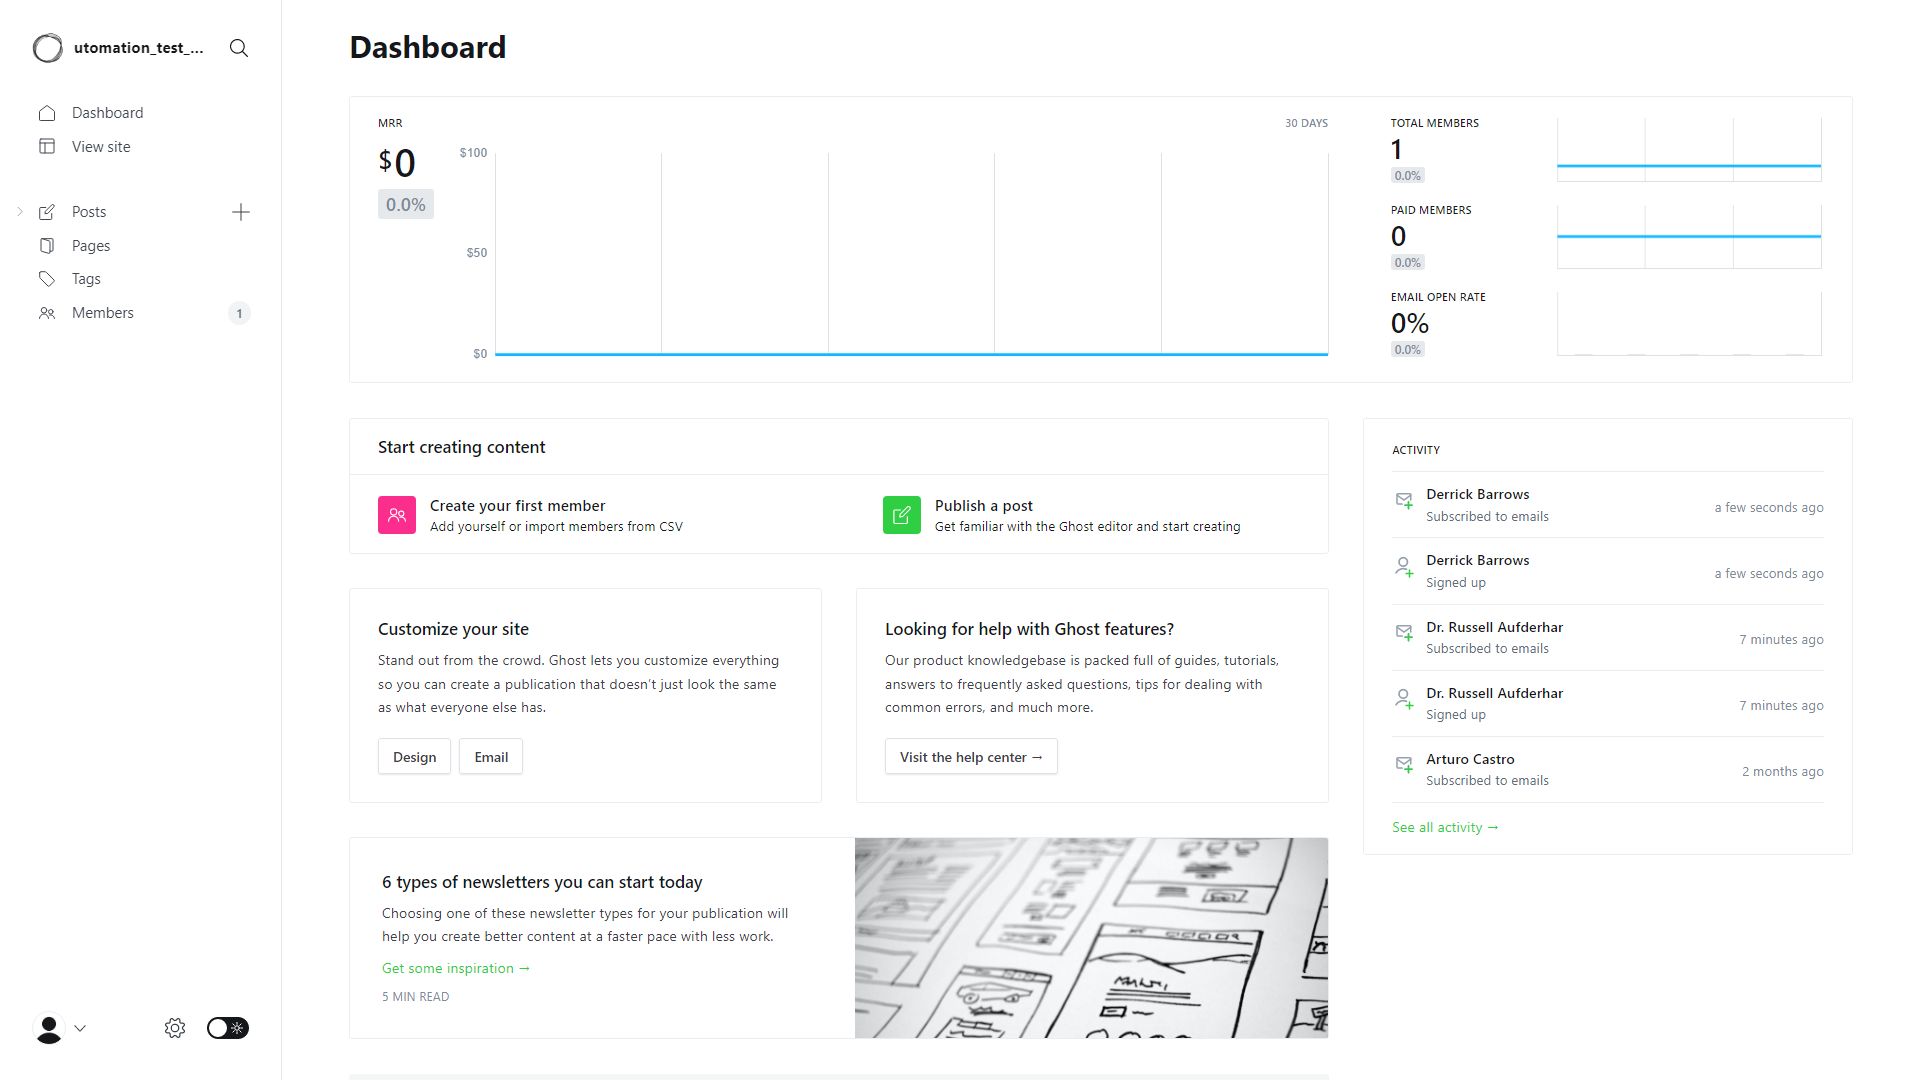 utomation_test_...
Dashboard
View site
Posts
Pages
Tags
Members
1
Dashboard
MRR
30 DAYS
$0
0.0%
$100
$50
$0
TOTAL MEMBERS
1
0.0%
PAID MEMBERS
0
0.0%
EMAIL OPEN RATE
0%
0.0%
Start creating content
Create your first member
Add yourself or import members from CSV
Publish a post
Get familiar with the Ghost editor and start creating
Customize your site
Stand out from the crowd. Ghost lets you customize everything
so you can create a publication that doesn't just look the same
as what everyone else has.
Design
Email
Looking for help with Ghost features?
Our product knowledgebase is packed full of guides, tutorials,
answers to frequently asked questions, tips for dealing with
common errors, and much more.
Visit the help center →
6 types of newsletters you can start today
Choosing one of these newsletter types for your publication will
help you create better content at a faster pace with less work.
Get some inspiration →
5 MIN READ
ACTIVITY
Derrick Barrows
Subscribed to emails
a few seconds ago
Derrick Barrows
Signed up
a few seconds ago
Dr. Russell Aufderhar
Subscribed to emails
7 minutes ago
Dr. Russell Aufderhar
Signed up
7 minutes ago
Arturo Castro
Subscribed to emails
2 months ago
See all activity →